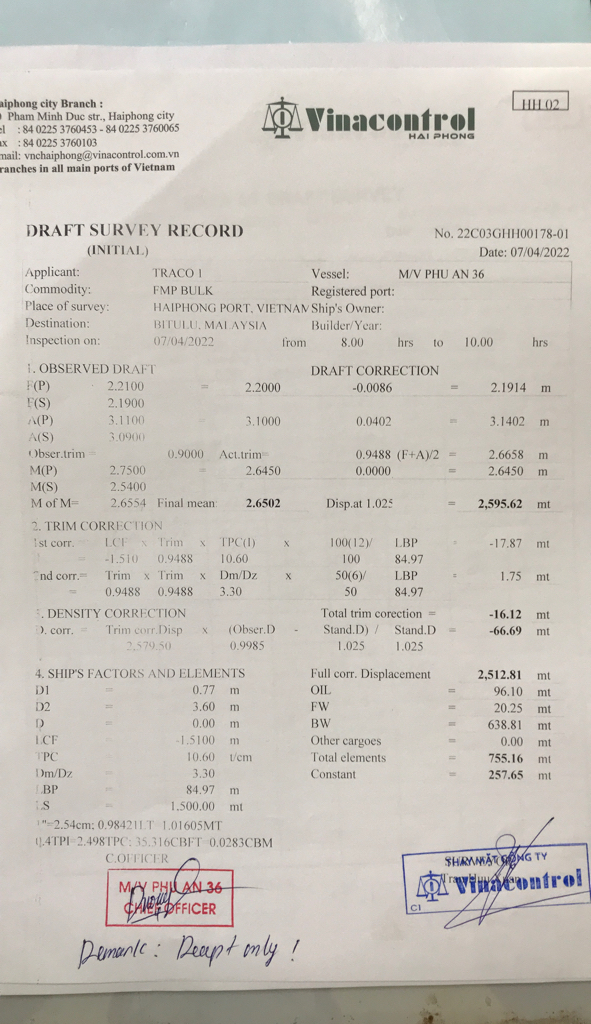 aiphong city Branch :
Pham Minh Duc str., Haiphong city
el : 84 0225 3760453 - 84 0225 3760065
ax : 84 0225 3760103
mail: vnchaiphong@vinacontrol.com.vn
ranches in all main ports of Vietnam
Vinacontrol
HAI PHONG
HH 02
DRAFT SURVEY RECORD
(INITIAL)
No. 22C03GHH00178-01
Date: 07/04/2022
Applicant: TRACO 1 Vessel: M/V PHU AN 36
Commodity: FMP BULK Registered port:
Place of survey: HAIPHONG PORT, VIETNAM Ship's Owner:
Destination: BITULU, MALAYSIA Builder/Year:
Inspection on: 07/04/2022 from 8.00 hrs to 10.00 hrs
1. OBSERVED DRAFT DRAFT CORRECTION
F(P) 2.2100 = 2.2000 -0.0086 = 2.1914 m
F(S) 2.1900
A(P) 3.1100 3.1000 0.0402 = 3.1402 m
A(S) 3.0900
Obser.trim = 0.9000 Act.trim= 0.9488 (F+A)/2 = 2.6658 m
M(P) 2.7500 = 2.6450 0.0000 = 2.6450 m
M(S) 2.5400
M of M= 2.6554 Final mean: 2.6502 Disp.at 1.025 = 2,595.62 mt
2. TRIM CORRECTION
1st corr. = LCF x Trim x TPC(1) x 100(12)/ LBP = -17.87 mt
= -1.510 0.9488 10.60 100 84.97
2nd corr.= Trim x Trim x Dm/Dz x 50(6)/ LBP = 1.75 mt
= 0.9488 0.9488 3.30 50 84.97
3. DENSITY CORRECTION Total trim corection = -16.12 mt
D. corr. = Trim corr.Disp x (Obser.D - Stand.D) / Stand.D = -66.69 mt
2,579.50 0.9985 1.025 1.025
4. SHIP'S FACTORS AND ELEMENTS Full corr. Displacement 2,512.81 mt
D1 = 0.77 m OIL = 96.10 mt
D2 = 3.60 m FW = 20.25 mt
D = 0.00 m BW = 638.81 mt
LCF = -1.5100 m Other cargoes = 0.00 mt
TPC = 10.60 t/cm Total elements = 755.16 mt
Dm/Dz = 3.30 Constant = 257.65 mt
LBP = 84.97 m
LS = 1,500.00 mt
1"=2.54cm; 0.9842LLT 1.01605MT
0.4TPI=2.498TPC; 35.316CBFT 0.0283CBM
C.OFFICER
M/V PHU AN 36
CHIEF OFFICER
THAY MẶT CÔNG TY
Vinacontrol
CI
Demark : Deapt only !